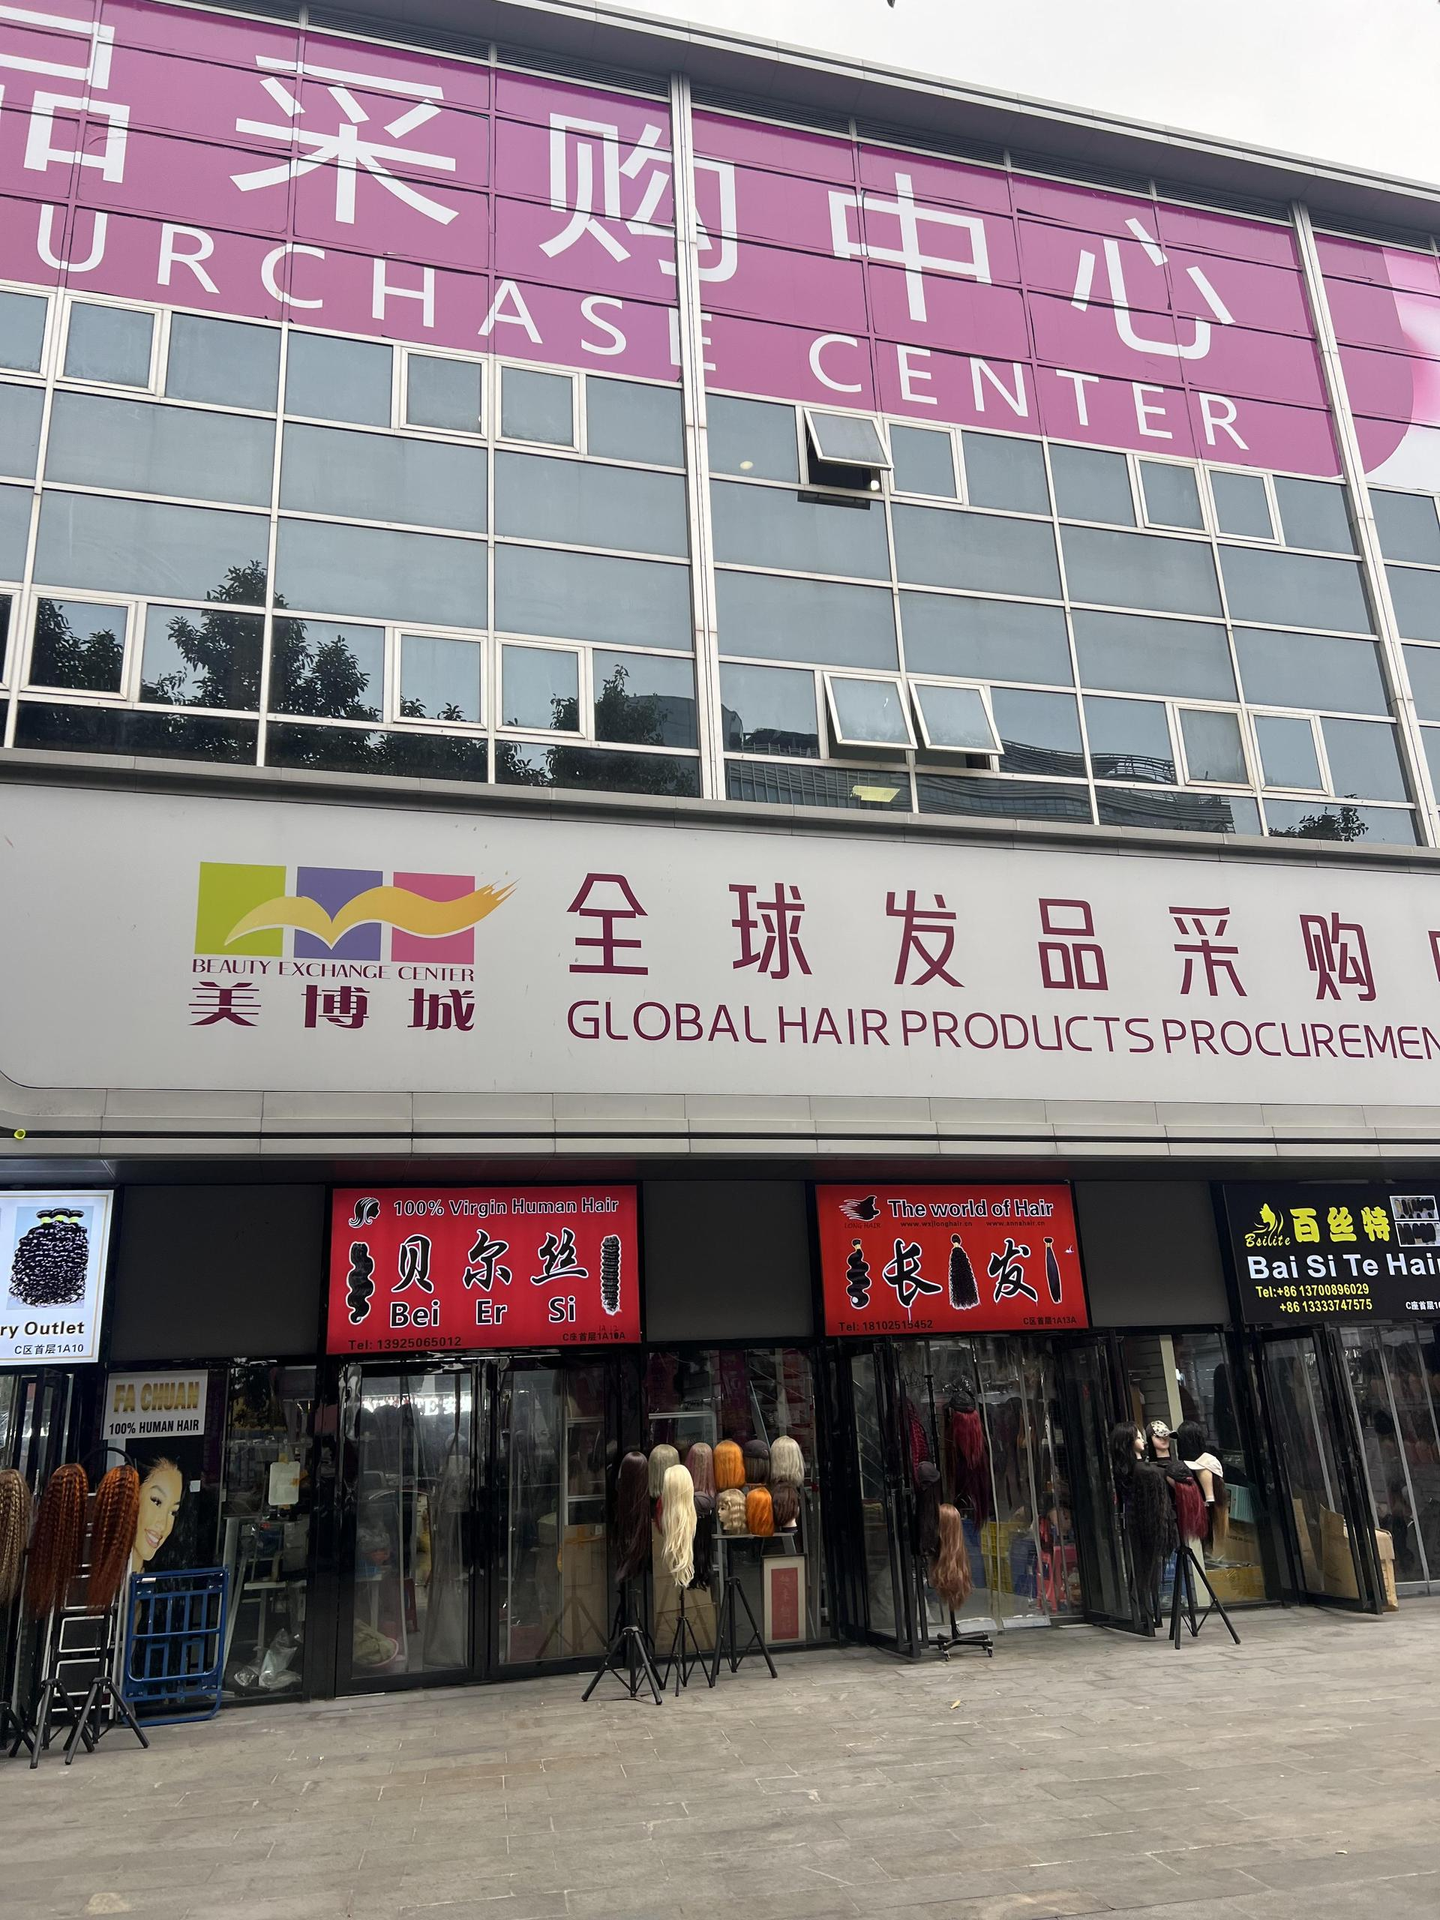 品采购中心
URCHASE CENTER
BEAUTY EXCHANGE CENTER
美博城
全球发品采购
GLOBAL HAIR PRODUCTS PROCUREMEN
ry Outlet
C区首层1A10
FA CHUAN
100% HUMAN HAIR
100% Virgin Human Hair
贝尔丝
Bei Er Si
Tel: 13925065012
The world of Hair
LONG HAIR
长发
Tel: 18102515452
C区首层1A13A
Bsilite
百丝特
Bai Si Te Hair
Tel:+86 13700896029
+86 13333747575